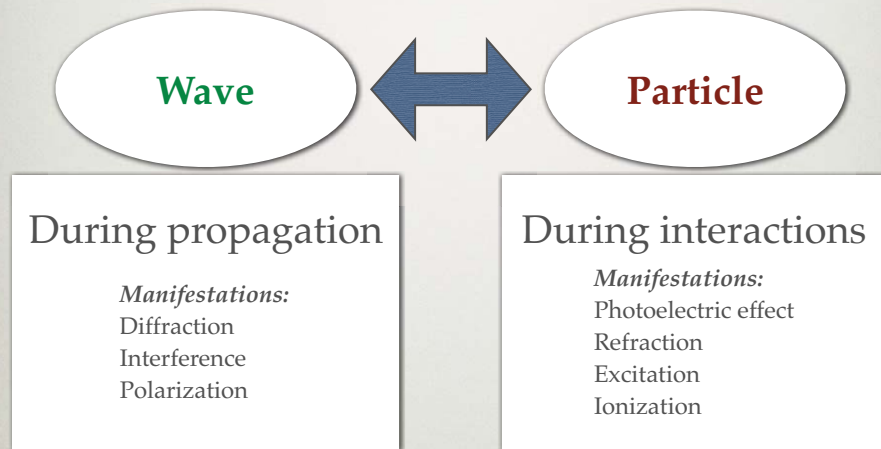 Wave
Particle
During propagation
Manifestations:
Diffraction
Interference
Polarization
During interactions
Manifestations:
Photoelectric effect
Refraction
Excitation
Ionization